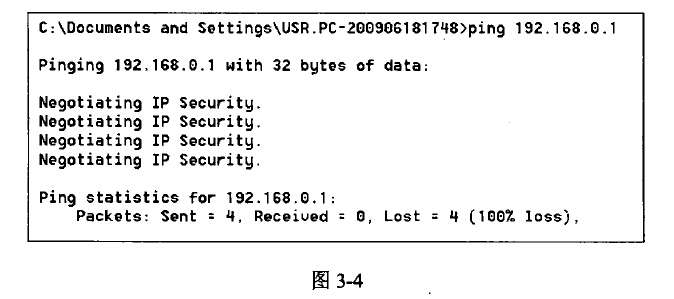 C:\Documents and Settings\USR.PC-200906181748>ping 192.168.0.1
Pinging 192.168.0.1 with 32 bytes of data:
Negotiating IP Security.
Negotiating IP Security.
Negotiating IP Security.
Negotiating IP Security.
Ping statistics for 192.168.0.1:
Packets: Sent = 4, Received = 0, Lost = 4 (100% loss),
图 3-4